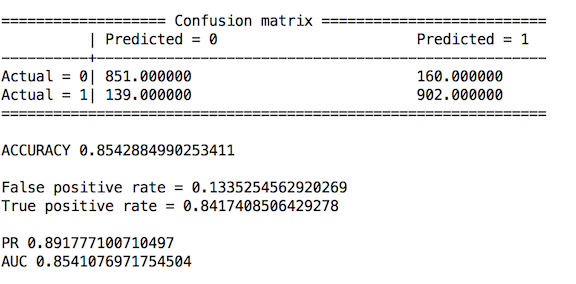 =================== Confusion matrix ==========================
| Predicted = 0 Predicted = 1
----------+----------------------------------------------------
Actual = 0| 851.000000 160.000000
Actual = 1| 139.000000 902.000000
===============================================================
ACCURACY 0.8542884990253411
False positive rate = 0.1335254562920269
True positive rate = 0.8417408506429278
PR 0.891777100710497
AUC 0.8541076971754504